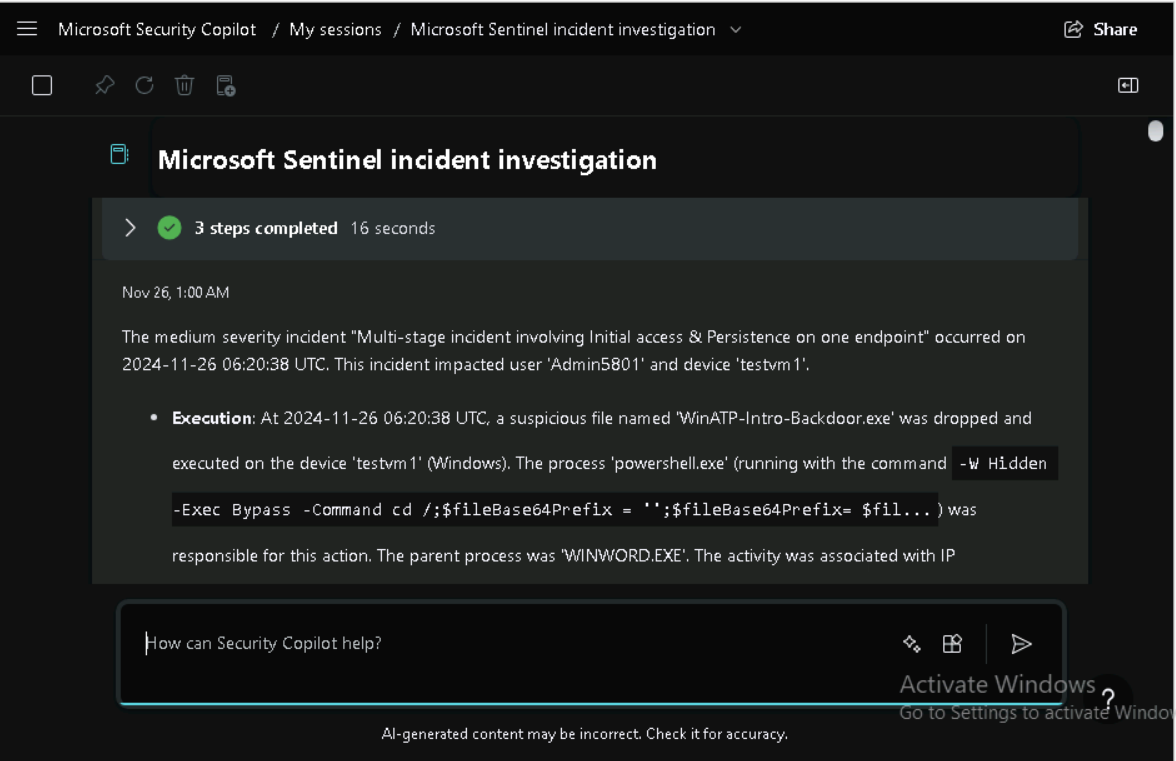 Microsoft Security Copilot / My sessions / Microsoft Sentinel incident investigation
Share
Microsoft Sentinel incident investigation
3 steps completed 16 seconds
Nov 26, 1:00 AM
The medium severity incident "Multi-stage incident involving Initial access & Persistence on one endpoint" occurred on
2024-11-26 06:20:38 UTC. This incident impacted user 'Admin5801' and device 'testvm1'.
• Execution: At 2024-11-26 06:20:38 UTC, a suspicious file named 'WinATP-Intro-Backdoor.exe' was dropped and
executed on the device 'testvm1' (Windows). The process 'powershell.exe' (running with the command -W Hidden
-Exec Bypass -Command cd /;$fileBase64Prefix = '';$fileBase64Prefix= $fil... ) was
responsible for this action. The parent process was 'WINWORD.EXE'. The activity was associated with IP
How can Security Copilot help?
Activate Windows
?
Go to Settings to activate Window
AI-generated content may be incorrect. Check it for accuracy.